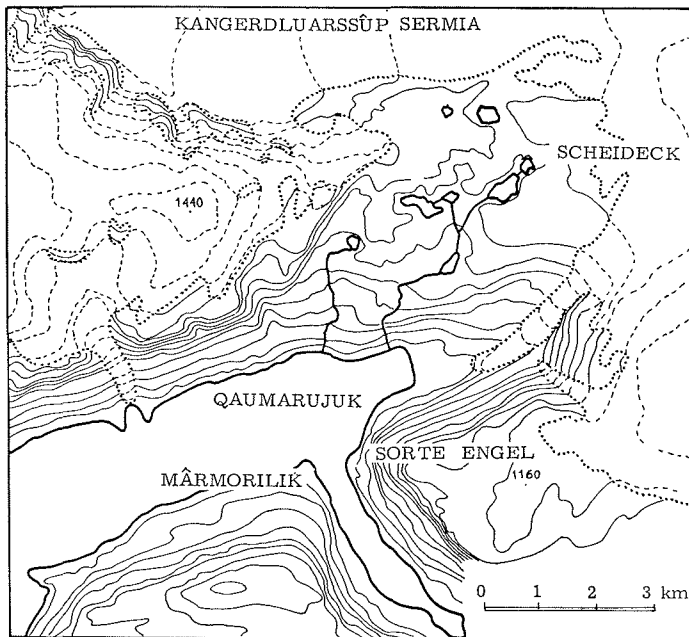 KANGERDLUARSSÛP SERMIA
SCHEIDECK
1440
QAUMARUJUK
SORTE ENGEL
MÂRMORILIK
1160
0 1 2 3 km